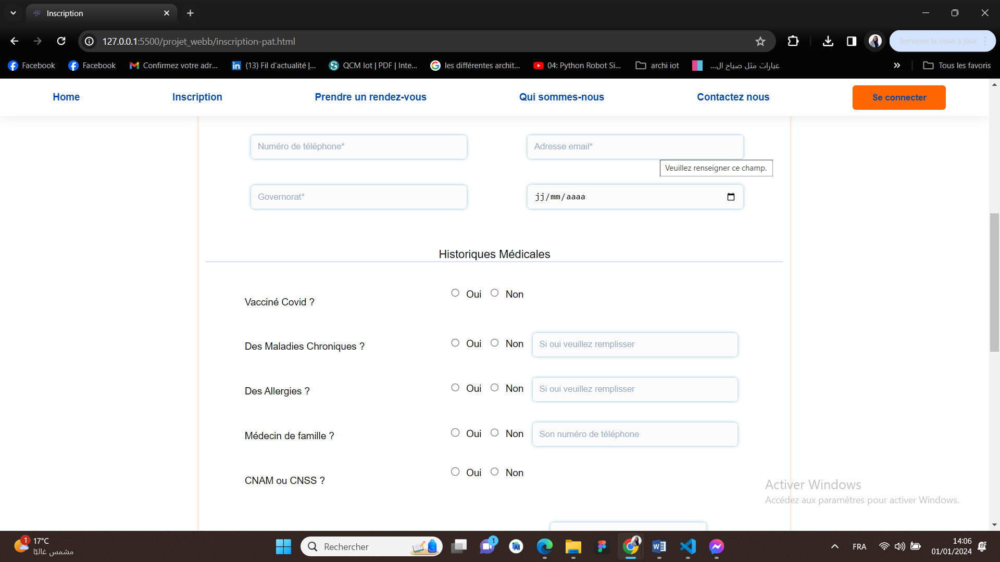 Inscription
127.0.0.1:5500/projet_webb/inscription-pat.html
Terminer la mise à jour
Facebook
Facebook
Confirmez votre adr...
(13) Fil d'actualité |...
QCM Iot | PDF | Inte...
les différentes archit...
04: Python Robot Si...
archi iot
عبارات مثل صباح ال...
Tous les favoris
Home
Inscription
Prendre un rendez-vous
Qui sommes-nous
Contactez nous
Se connecter
Numéro de téléphone*
Adresse email*
Veuillez renseigner ce champ.
Governorat*
jj/mm/aaaa
Historiques Médicales
Vacciné Covid ?
Oui
Non
Des Maladies Chroniques ?
Oui
Non
Si oui veuillez remplisser
Des Allergies ?
Oui
Non
Si oui veuillez remplisser
Médecin de famille ?
Oui
Non
Son numéro de téléphone
CNAM ou CNSS ?
Oui
Non
Activer Windows
Accédez aux paramètres pour activer Windows.
1
17°C
مشمس غالبًا
Rechercher
1
FRA
14:06
01/01/2024